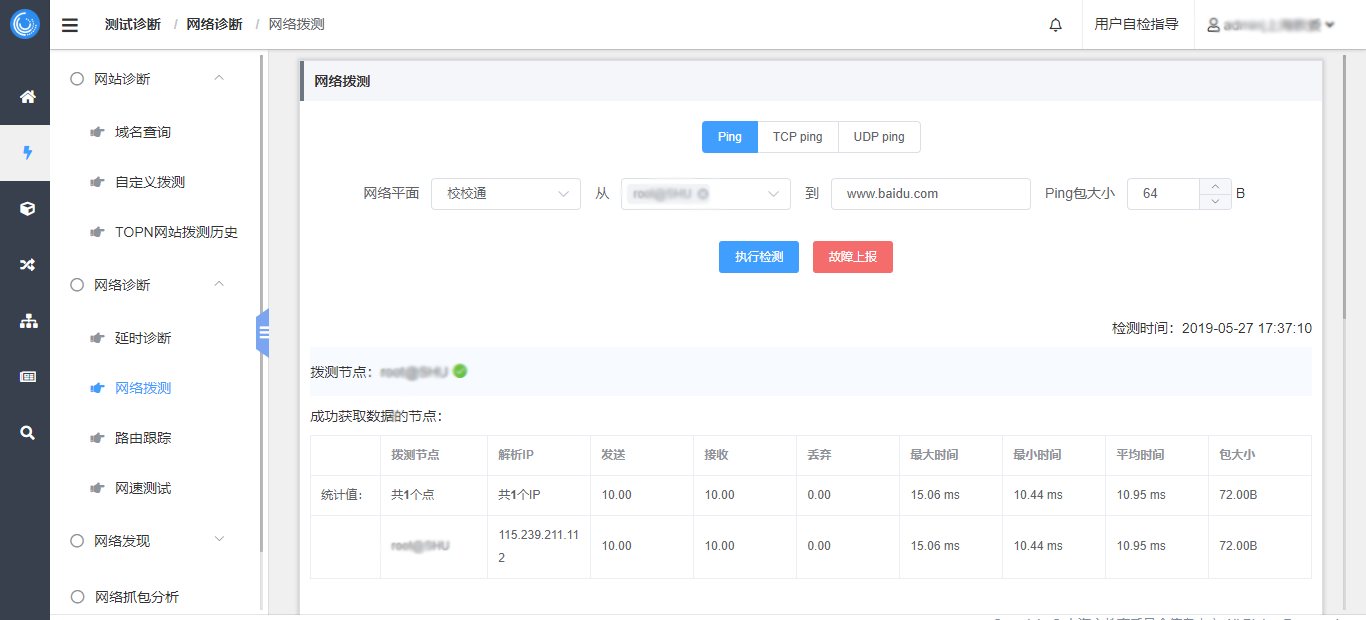 测试诊断 / 网络诊断 / 网络拨测
用户自检指导
网站诊断
域名查询
自定义拨测
TOPN网站拨测历史
网络诊断
延时诊断
网络拨测
路由跟踪
网速测试
网络发现
网络抓包分析
网络拨测
Ping TCP ping UDP ping
网络平面 校校通 从 root@SHU 到 www.baidu.com Ping包大小 64 B
执行检测 故障上报
检测时间：2019-05-27 17:37:10
拨测节点：root@SHU
成功获取数据的节点：
拨测节点 解析IP 发送 接收 丢弃 最大时间 最小时间 平均时间 包大小
统计值: 共1个点 共1个IP 10.00 10.00 0.00 15.06 ms 10.44 ms 10.95 ms 72.00B
root@SHU 115.239.211.11 10.00 10.00 0.00 15.06 ms 10.44 ms 10.95 ms 72.00B
2